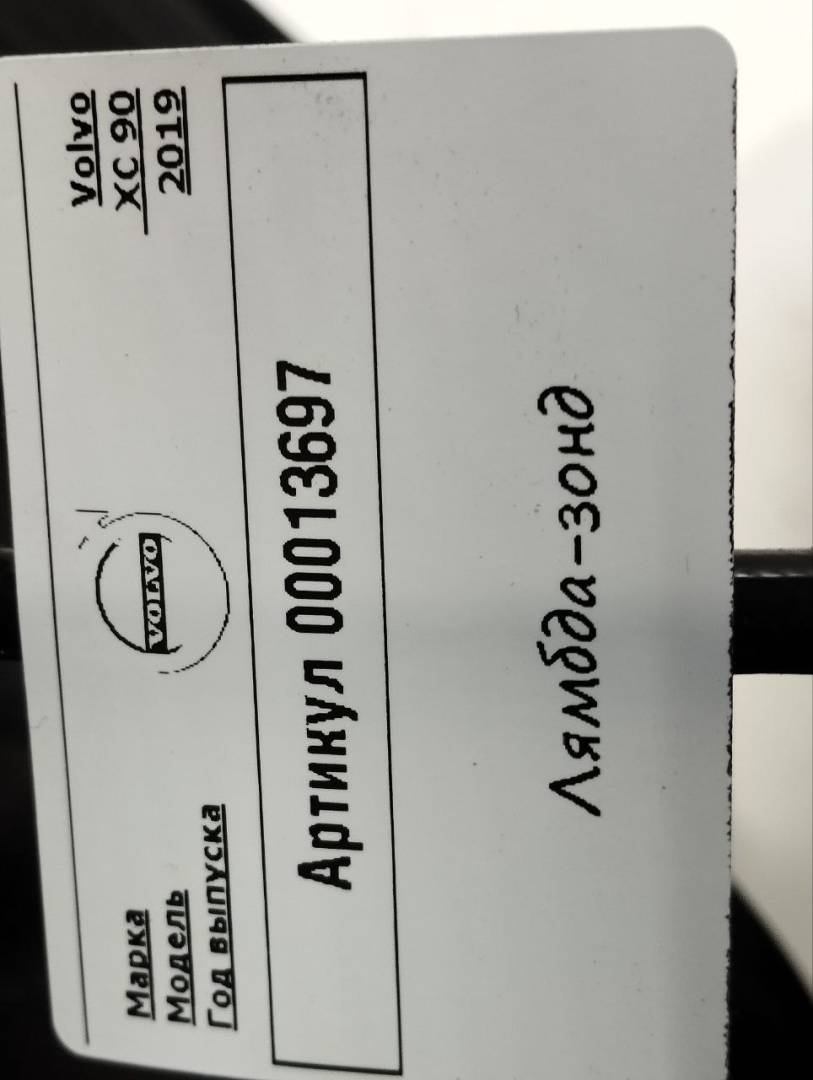 Марка Volvo
Модель XC 90
Год выпуска 2019
VOLVO
Артикул 00013697
Лямбда-зонд